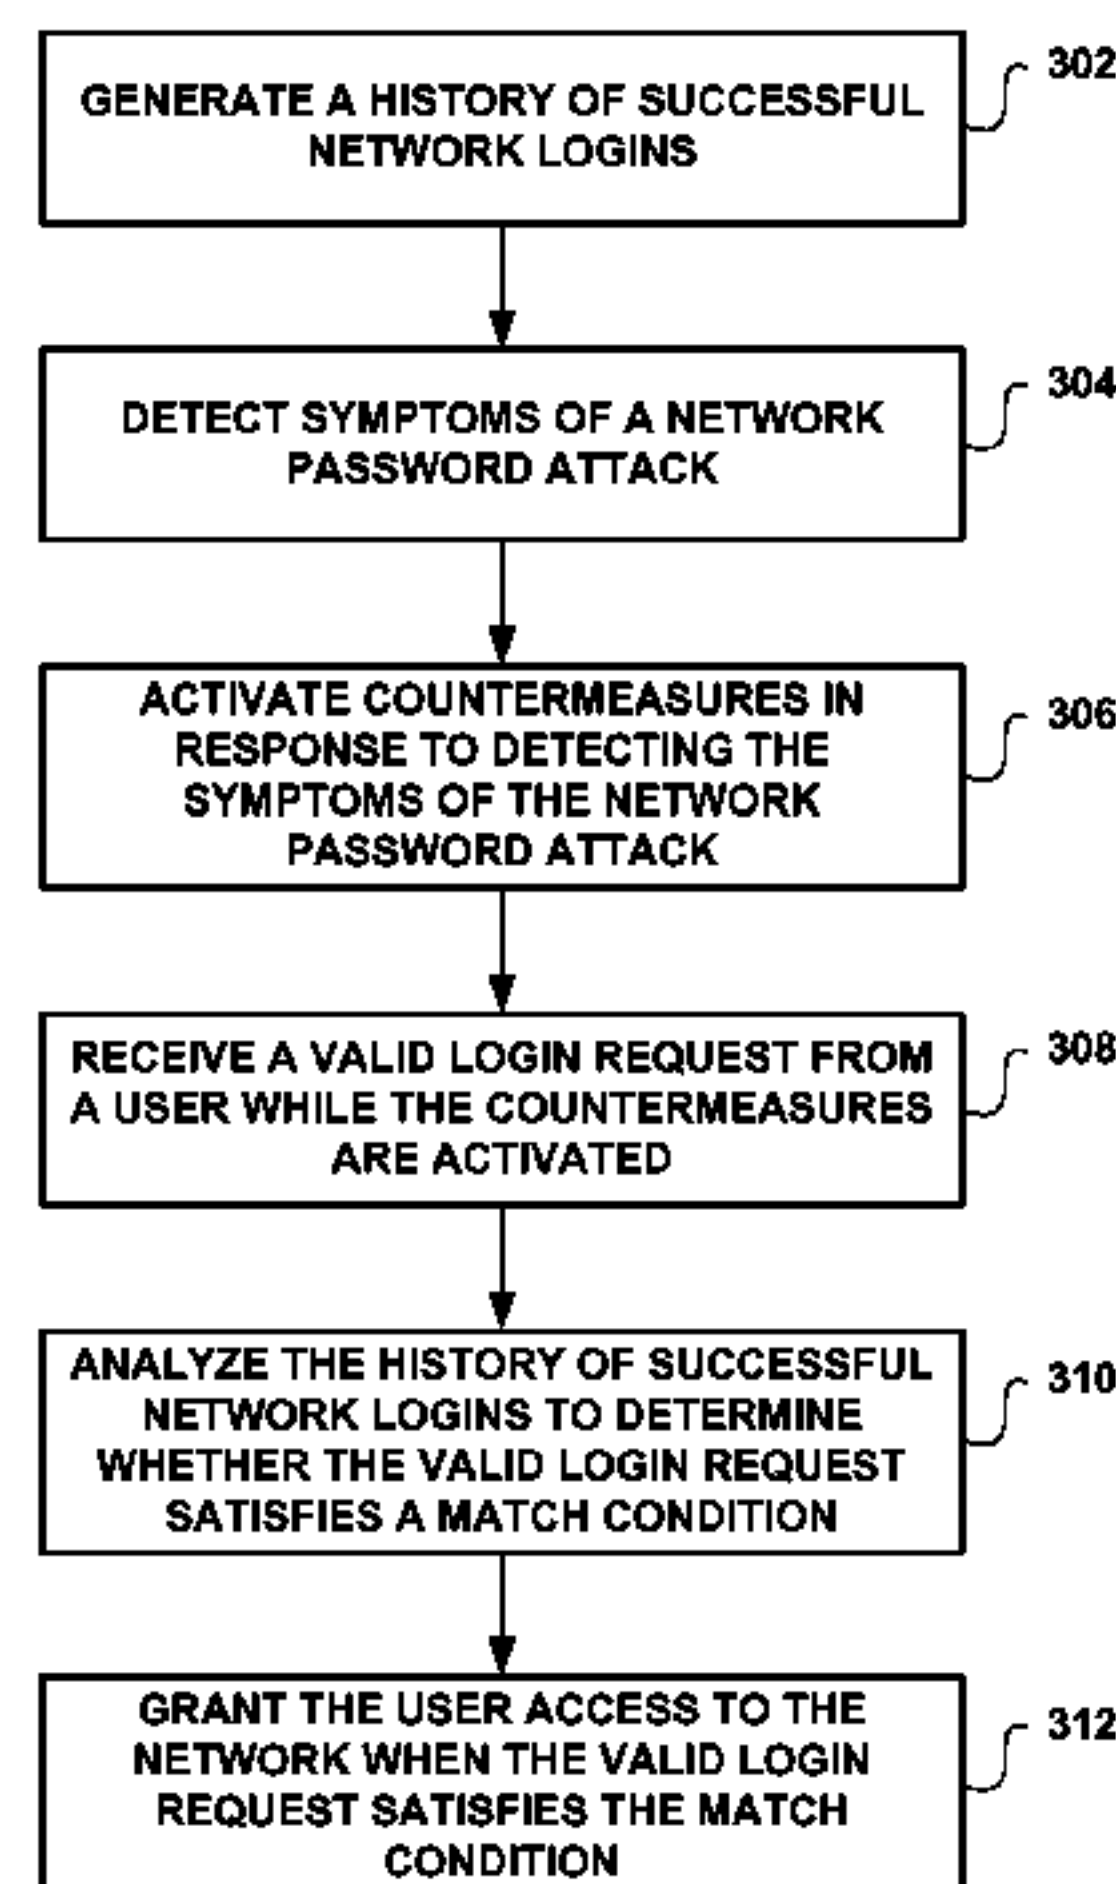 GENERATE A HISTORY OF SUCCESSFUL
NETWORK LOGINS
302
DETECT SYMPTOMS OF A NETWORK
PASSWORD ATTACK
304
ACTIVATE COUNTERMEASURES IN
RESPONSE TO DETECTING THE
SYMPTOMS OF THE NETWORK
PASSWORD ATTACK
306
RECEIVE A VALID LOGIN REQUEST FROM
A USER WHILE THE COUNTERMEASURES
ARE ACTIVATED
308
ANALYZE THE HISTORY OF SUCCESSFUL
NETWORK LOGINS TO DETERMINE
WHETHER THE VALID LOGIN REQUEST
SATISFIES A MATCH CONDITION
310
GRANT THE USER ACCESS TO THE
NETWORK WHEN THE VALID LOGIN
REQUEST SATISFIES THE MATCH
CONDITION
312